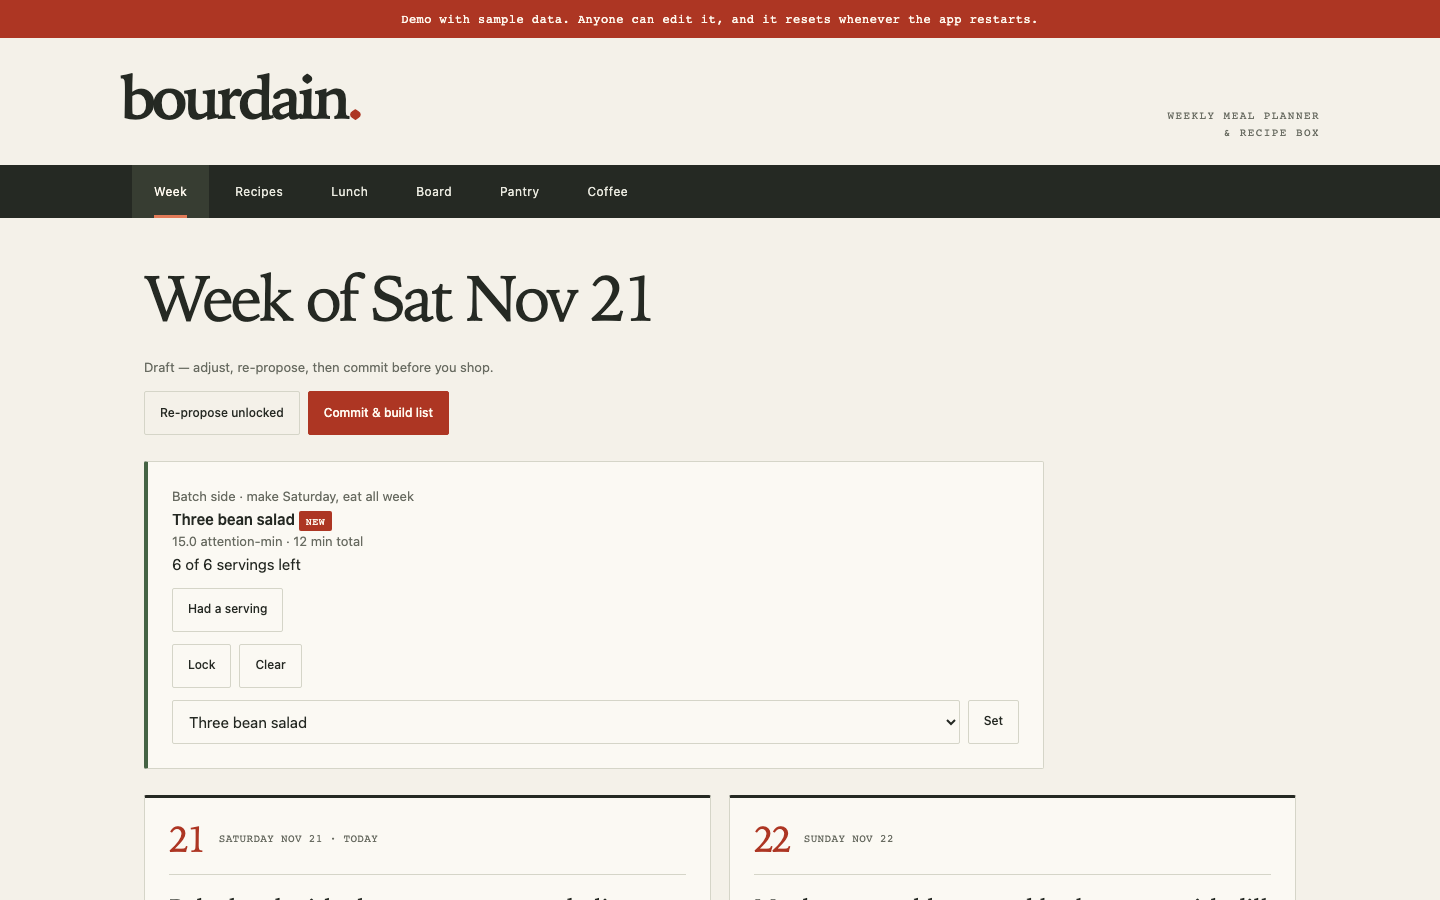 Demo with sample data. Anyone can edit it, and it resets whenever the app restarts.
bourdain.
WEEKLY MEAL PLANNER
& RECIPE BOX
Week Recipes Lunch Board Pantry Coffee
Week of Sat Nov 21
Draft — adjust, re-propose, then commit before you shop.
Re-propose unlocked Commit & build list
Batch side · make Saturday, eat all week
Three bean salad NEW
15.0 attention-min · 12 min total
6 of 6 servings left
Had a serving
Lock Clear
Three bean salad Set
21 SATURDAY NOV 21 · TODAY
22 SUNDAY NOV 22